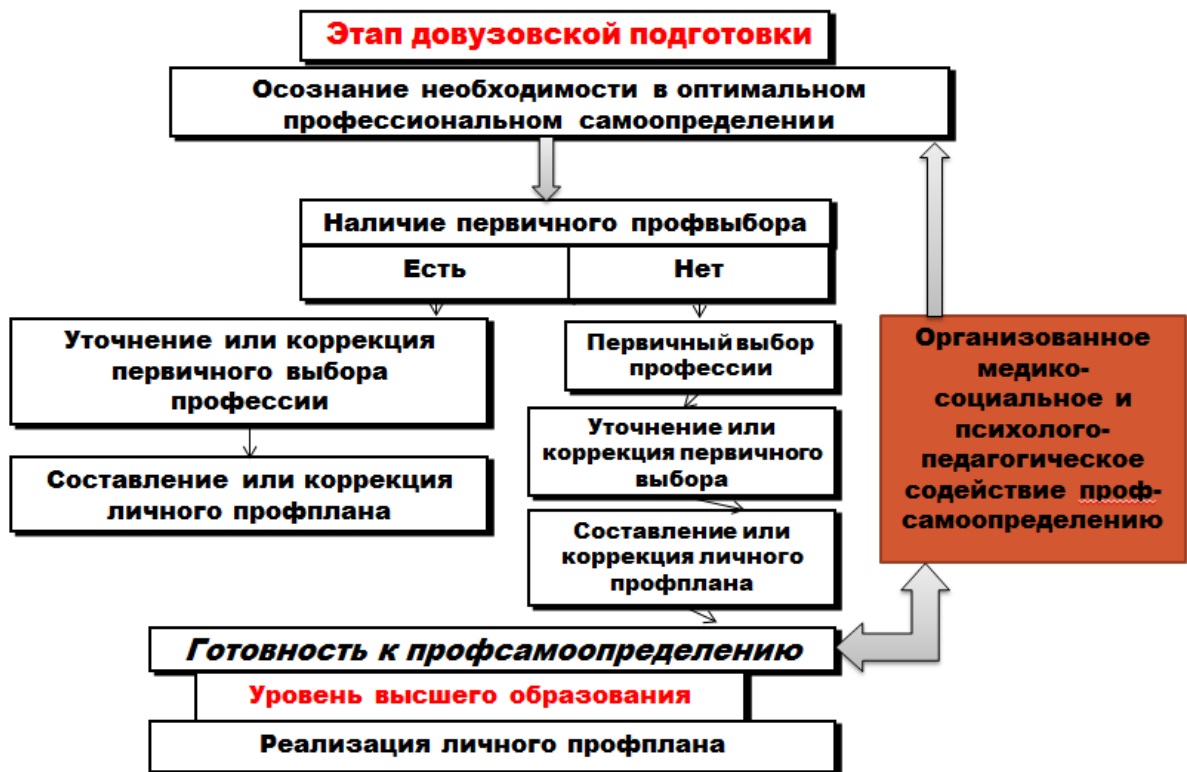 Этап довузовской подготовки
Осознание необходимости в оптимальном
профессиональном самоопределении
Наличие первичного профвыбора
Есть
Нет
Уточнение или коррекция
первичного выбора
профессии
Составление или коррекция
личного профплана
Первичный выбор
профессии
Уточнение или
коррекция первичного
выбора
Составление или
коррекция личного
профплана
Организованное
медико-
социальное и
психолого-
педагогическое
содействие проф-
самоопределению
Готовность к профсамоопределению
Уровень высшего образования
Реализация личного профплана